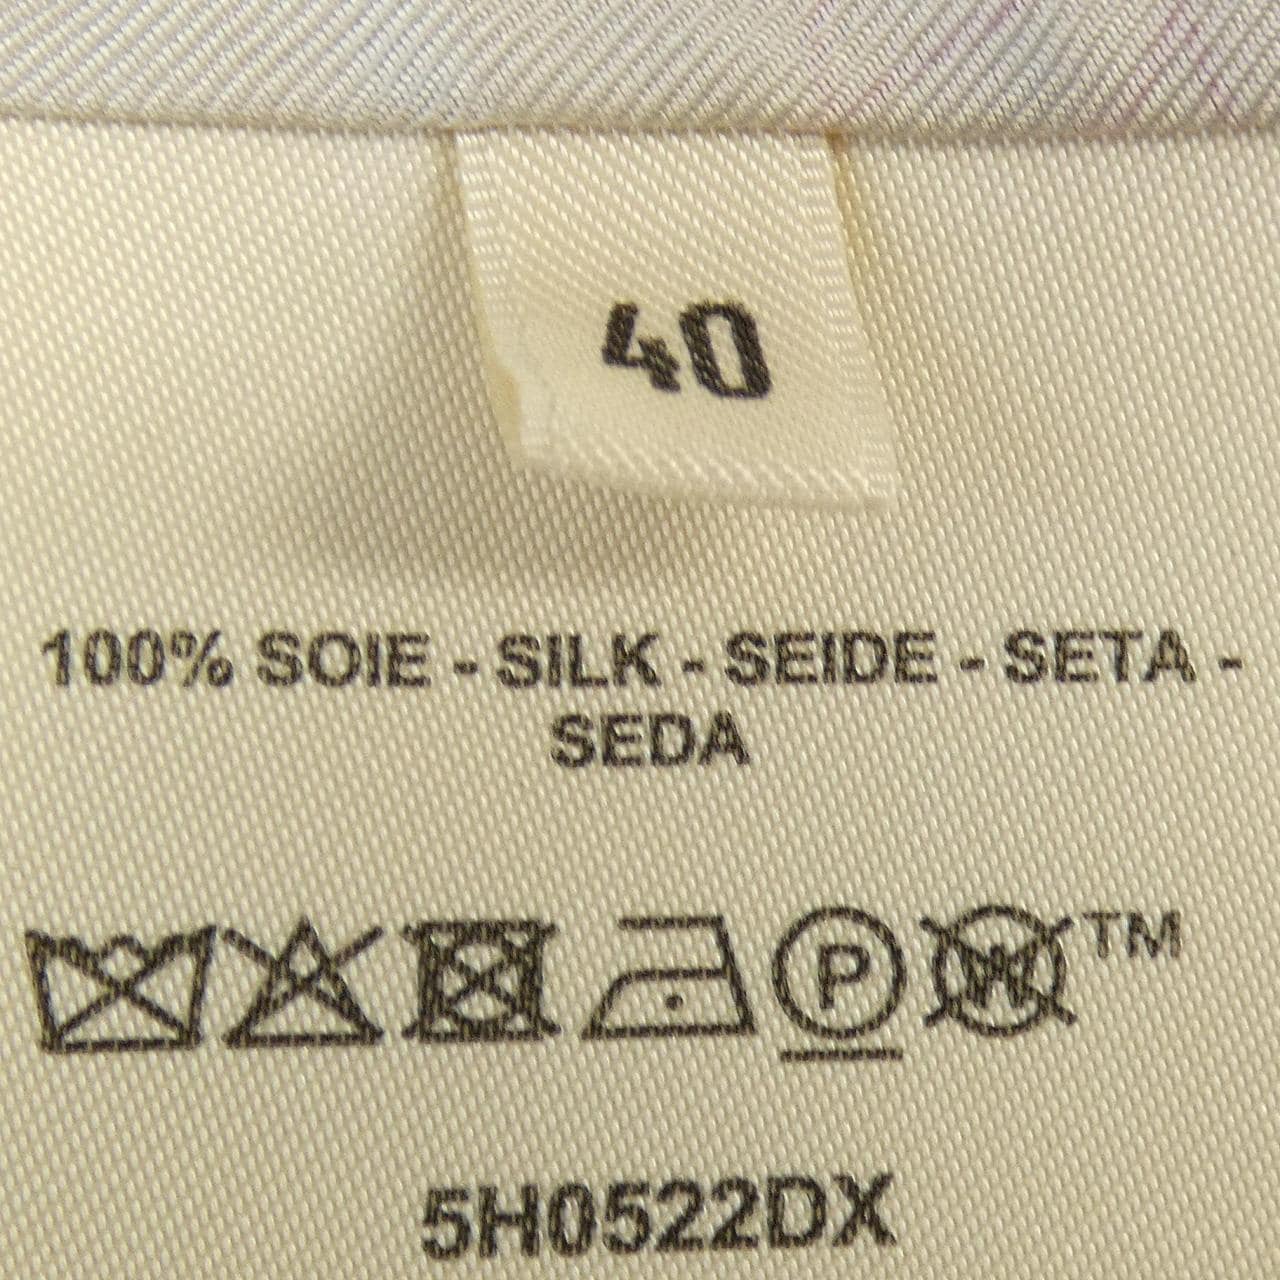 40
100% SOIE - SILK - SEIDE - SETA -
SEDA
P W TM
5H0522DX